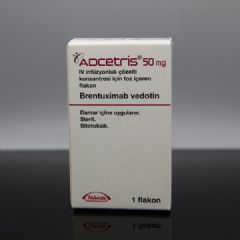 ADCETRIS® 50 mg
IV infüzyonluk çözelti
konsantresi için toz içeren
flakon
Brentuximab vedotin
Damar içine uygulanır.
Steril.
Sitotoksik.
Takeda
1 flakon